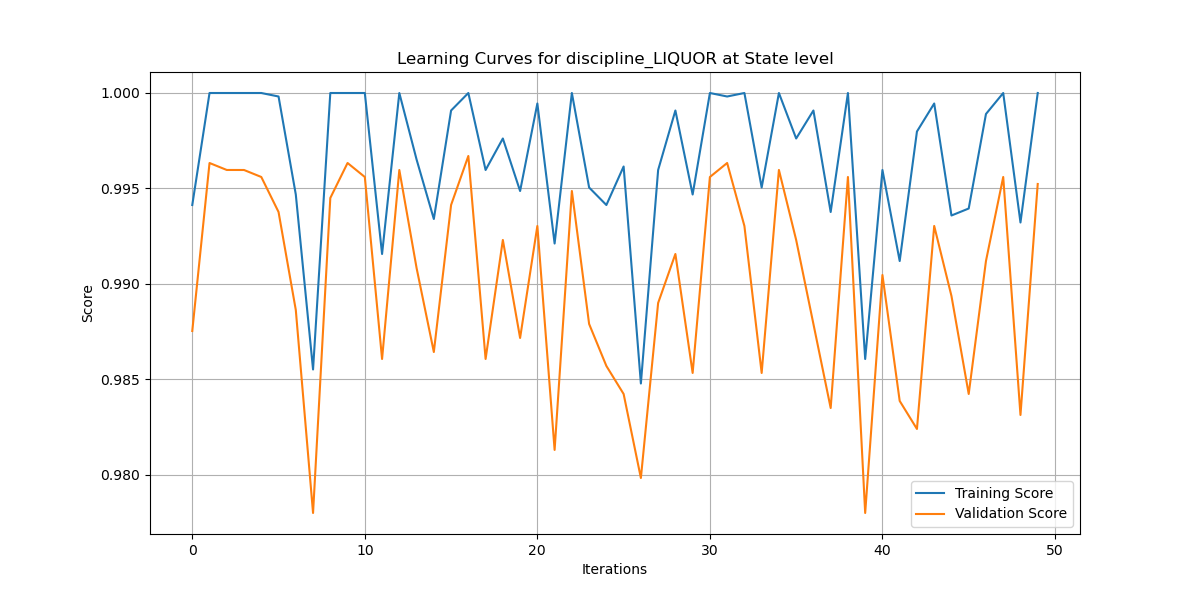 Learning Curves for discipline_LIQUOR at State level
1.000
0.995
0.990
0.985
0.980
Score
0 10 20 30 40 50
Iterations
Training Score
Validation Score